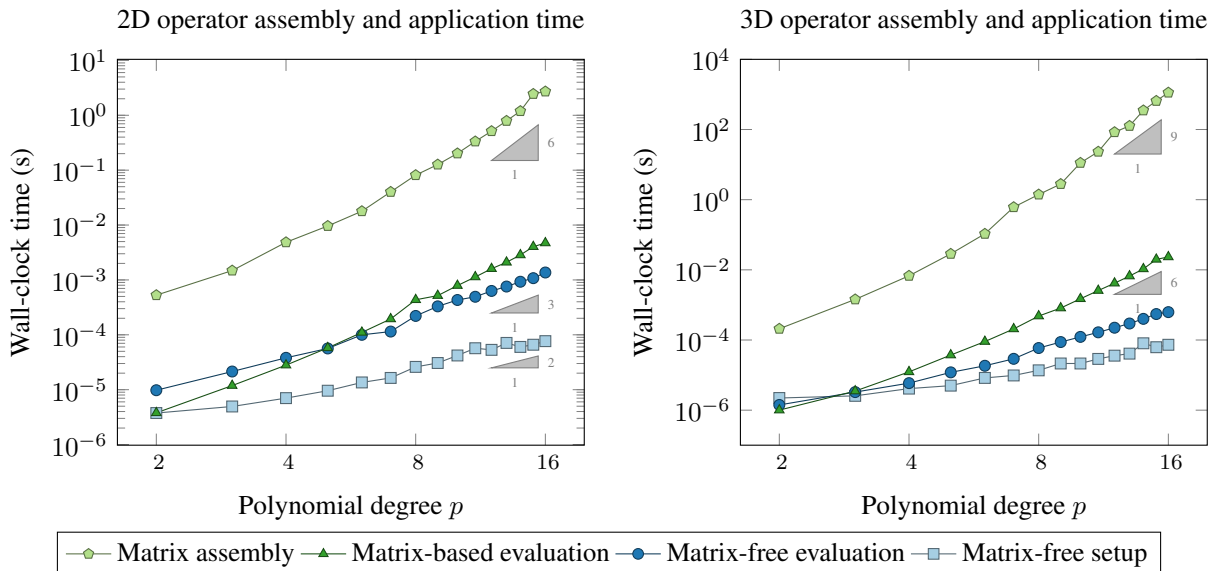 2D operator assembly and application time
10^1
10^0
10^-1
10^-2
10^-3
10^-4
10^-5
10^-6
Wall-clock time (s)
6
1
3
1
2
1
2 4 8 16
Polynomial degree p
3D operator assembly and application time
10^4
10^2
10^0
10^-2
10^-4
10^-6
Wall-clock time (s)
9
1
6
1
2 4 8 16
Polynomial degree p
Matrix assembly Matrix-based evaluation Matrix-free evaluation Matrix-free setup